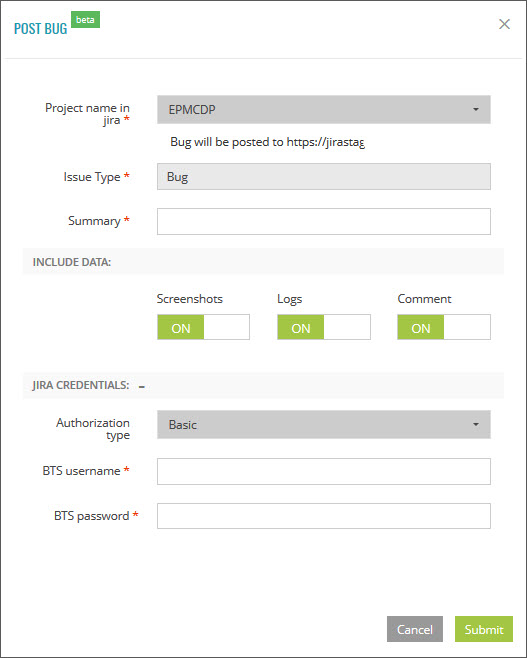 POST BUG beta
Project name in
jira *
EPMCDP
Bug will be posted to https://jirastag
Issue Type *
Bug
Summary *
INCLUDE DATA:
Screenshots Logs Comment
ON ON ON
JIRA CREDENTIALS: –
Authorization
type
Basic
BTS username *
BTS password *
Cancel Submit